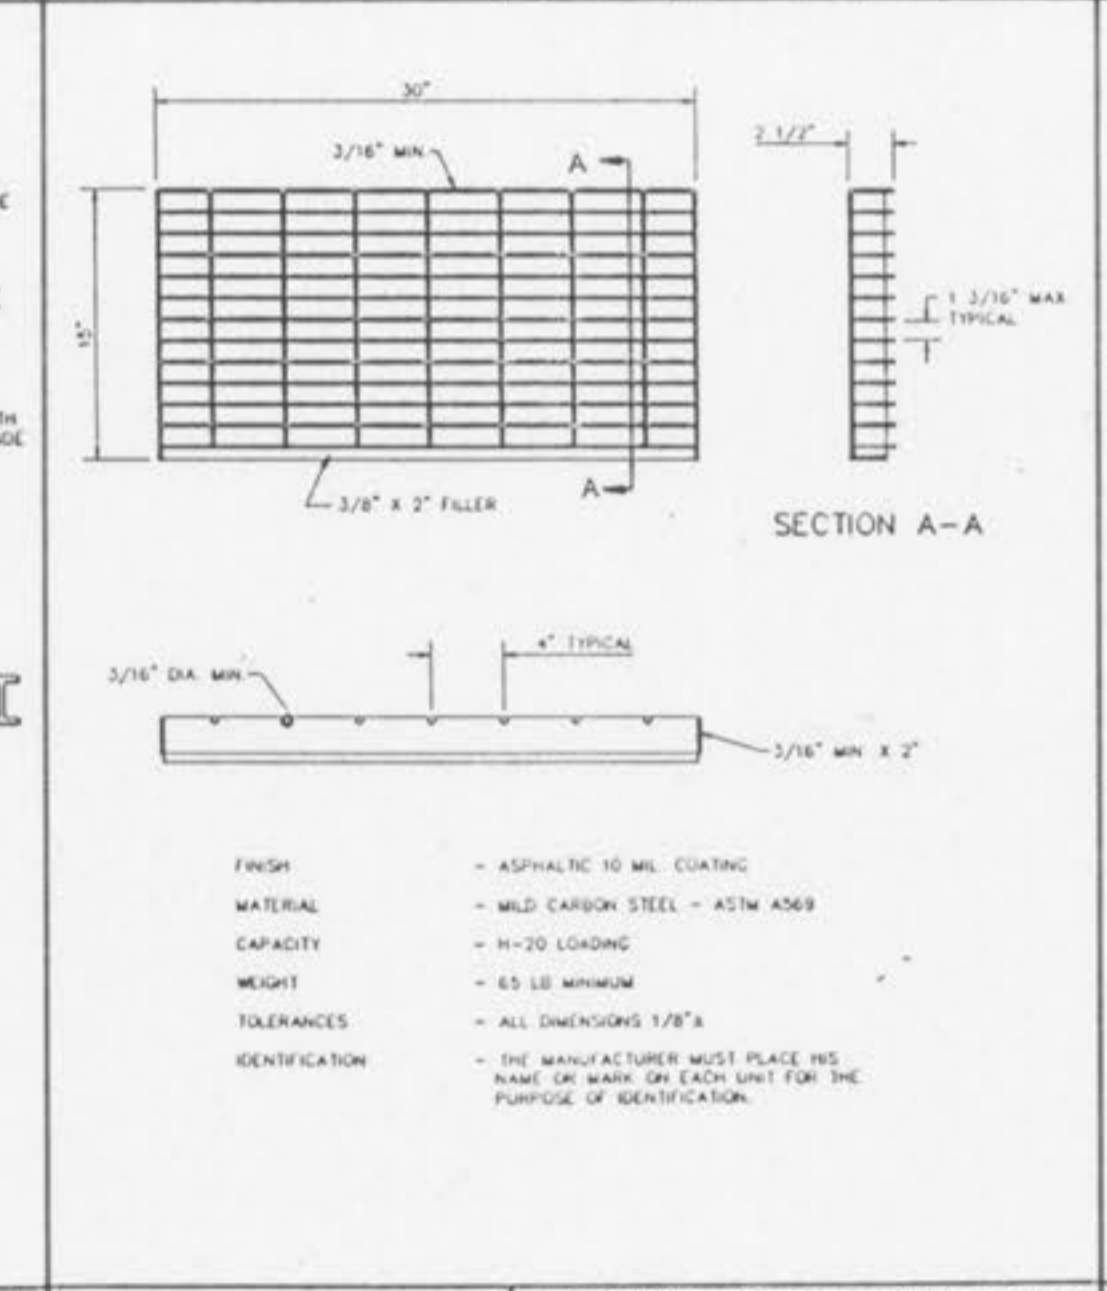 30"
2 1/2"
3/16" MIN
A
E
1 3/16" MAX
TYPICAL
15"
TH
3/8" X 2" FILLER
A
SECTION A-A
4" TYPICAL
3/16" DIA. MIN.
3/16" MIN X 2"
FINISH - ASPHALTIC 10 MIL. COATING
MATERIAL - MILD CARBON STEEL - ASTM A569
CAPACITY - H-20 LOADING
WEIGHT - 65 LB MINIMUM
TOLERANCES - ALL DIMENSIONS 1/8"±
IDENTIFICATION - THE MANUFACTURER MUST PLACE HIS
NAME OR MARK ON EACH UNIT FOR THE
PURPOSE OF IDENTIFICATION.